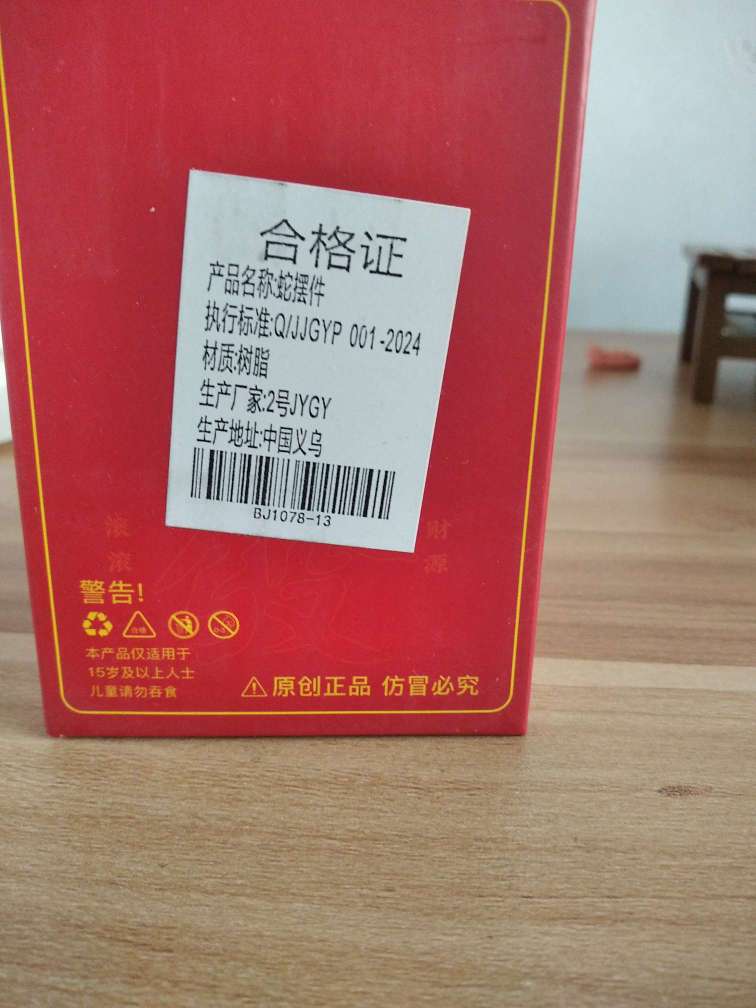 合格证
产品名称:蛇摆件
执行标准:Q/JJGYP 001-2024
材质:树脂
生产厂家:2号JYGY
生产地址:中国义乌
BJ1078-13
滚滚
财源
警告!
本产品仅适用于
15岁及以上人士
儿童请勿吞食
原创正品 仿冒必究